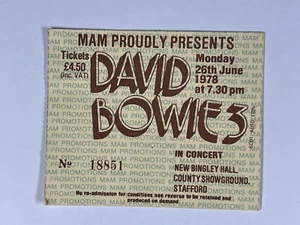 MAM PROUDLY PRESENTS
Tickets
£4.50
(inc. VAT)
DAVID
BOWIE
Monday
26th June
1978
at 7.30 pm
IN CONCERT
NEW BINGLEY HALL,
COUNTY SHOWGROUND,
STAFFORD
Nº 18851
No re-admission for conditions see reverse to be retained and
produced on demand
MAM PROMOTIONS